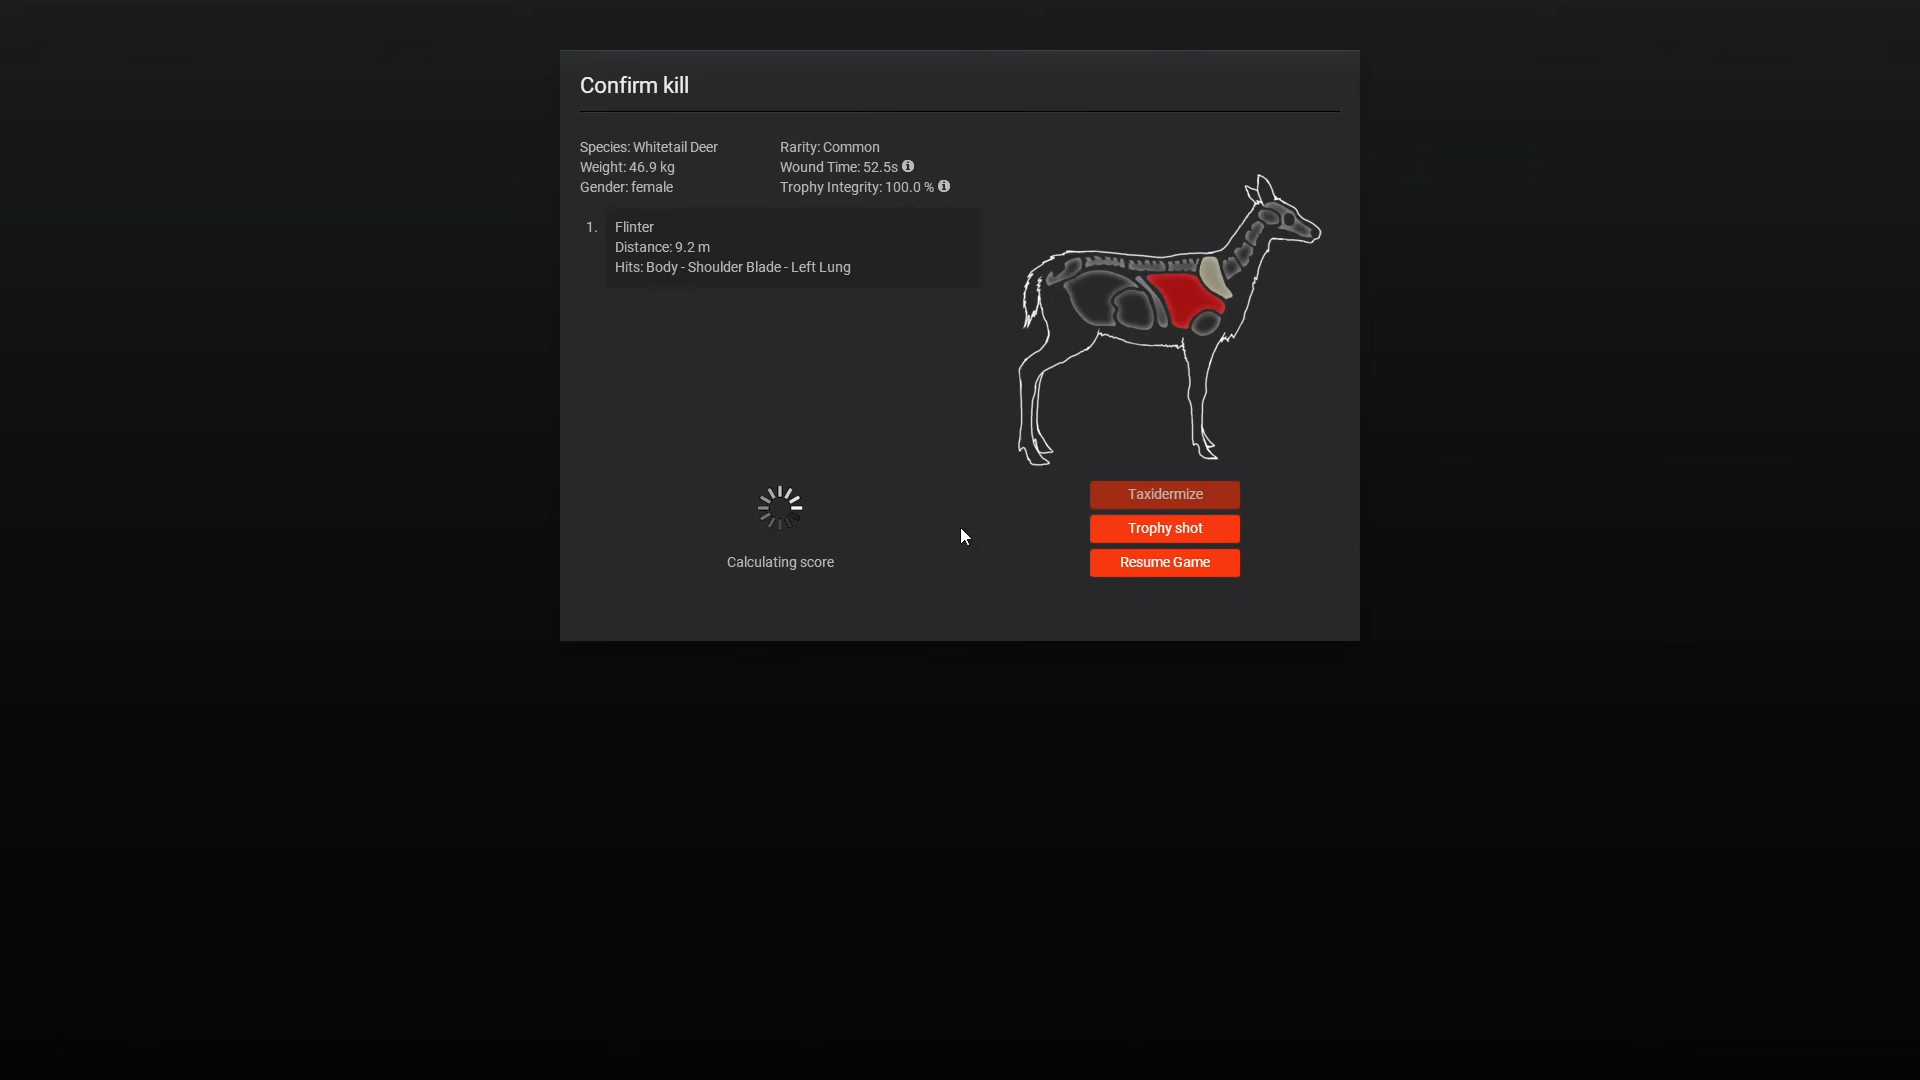 Confirm kill
Species: Whitetail Deer
Weight: 46.9 kg
Gender: female
Rarity: Common
Wound Time: 52.5s
Trophy Integrity: 100.0 %
1.
Flinter
Distance: 9.2 m
Hits: Body - Shoulder Blade - Left Lung
Calculating score
Taxidermize
Trophy shot
Resume Game